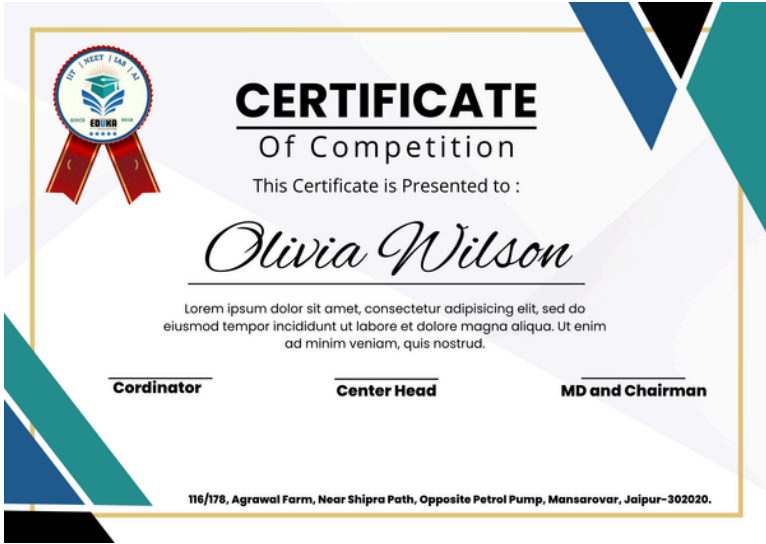 IIT | NEET | IAS | AI
SINCE 2018
EDUKA
CERTIFICATE
Of Competition
This Certificate is Presented to :
Olivia Wilson
Lorem ipsum dolor sit amet, consectetur adipisicing elit, sed do
eiusmod tempor incididunt ut labore et dolore magna aliqua. Ut enim
ad minim veniam, quis nostrud.
Cordinator
Center Head
MD and Chairman
116/178, Agrawal Farm, Near Shipra Path, Opposite Petrol Pump, Mansarovar, Jaipur-302020.